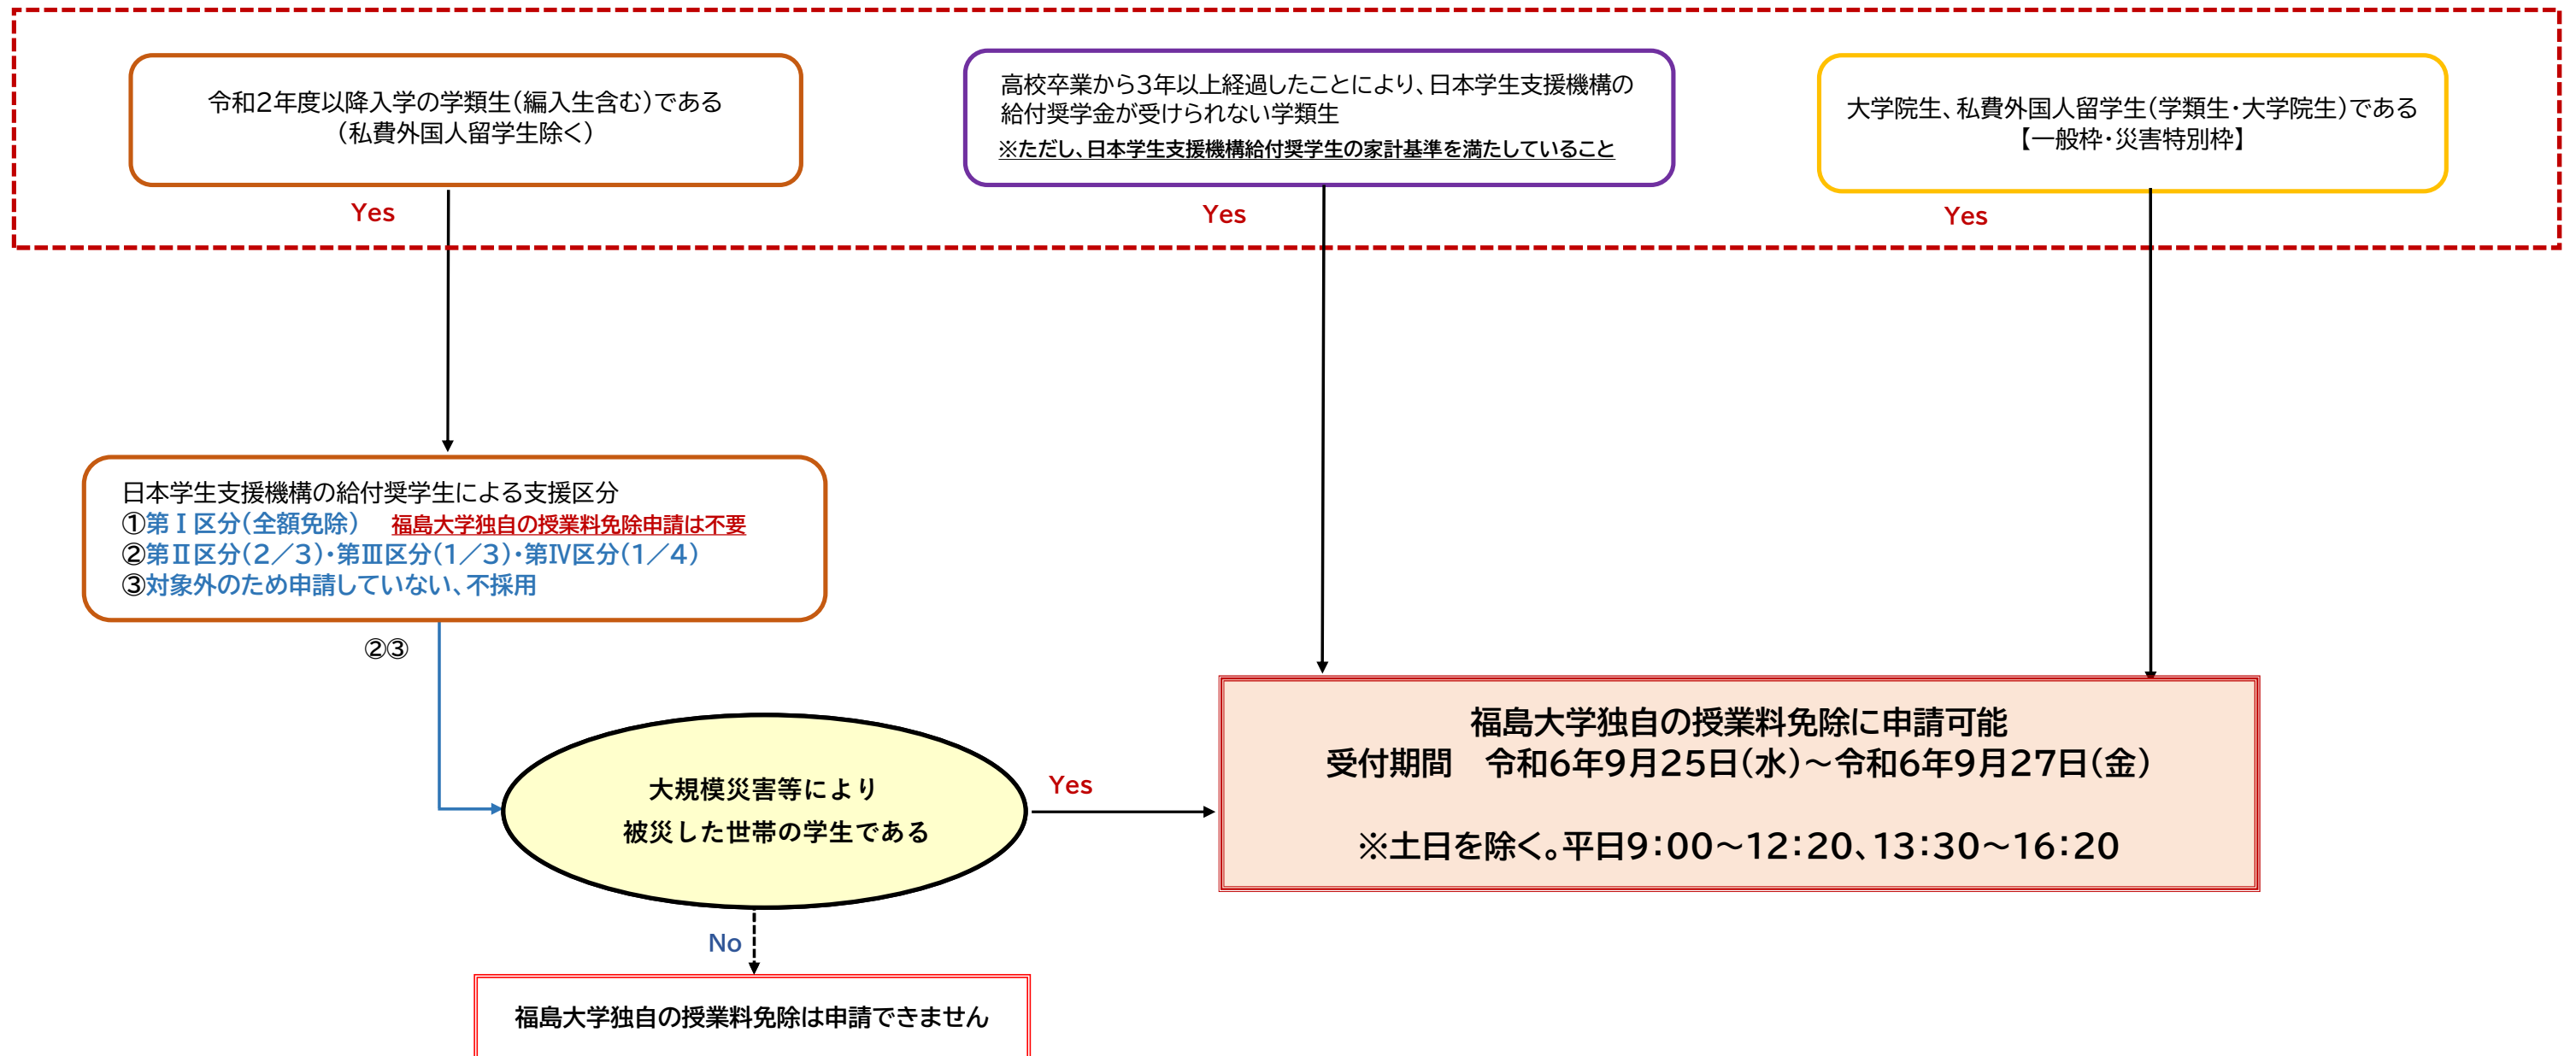 令和2年度以降入学の学類生(編入生含む)である
(私費外国人留学生除く)
高校卒業から3年以上経過したことにより、日本学生支援機構の
給付奨学金が受けられない学類生
※ただし、日本学生支援機構給付奨学生の家計基準を満たしていること
大学院生、私費外国人留学生(学類生・大学院生)である
【一般枠・災害特別枠】
Yes
Yes
Yes
日本学生支援機構の給付奨学生による支援区分
①第Ⅰ区分(全額免除) 福島大学独自の授業料免除申請は不要
②第Ⅱ区分(2/3)・第Ⅲ区分(1/3)・第Ⅳ区分(1/4)
③対象外のため申請していない、不採用
②③
大規模災害等により
被災した世帯の学生である
Yes
福島大学独自の授業料免除に申請可能
受付期間 令和6年9月25日(水)~令和6年9月27日(金)
※土日を除く。平日9:00~12:20、13:30~16:20
No
福島大学独自の授業料免除は申請できません